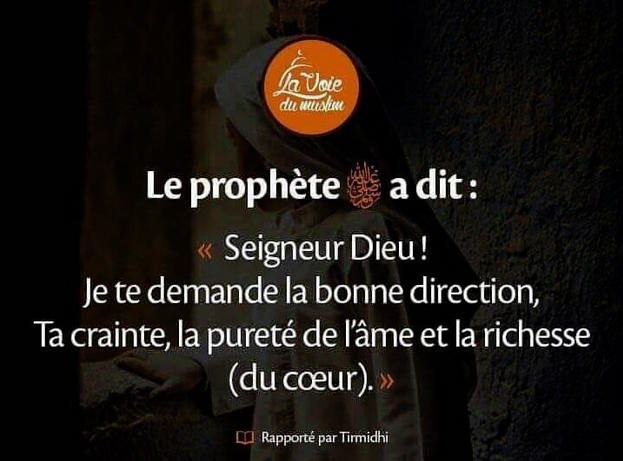 La Voie
du muslim
Le prophète ﷺ a dit :
« Seigneur Dieu !
Je te demande la bonne direction,
Ta crainte, la pureté de l'âme et la richesse
(du cœur). »
Rapporté par Tirmidhi